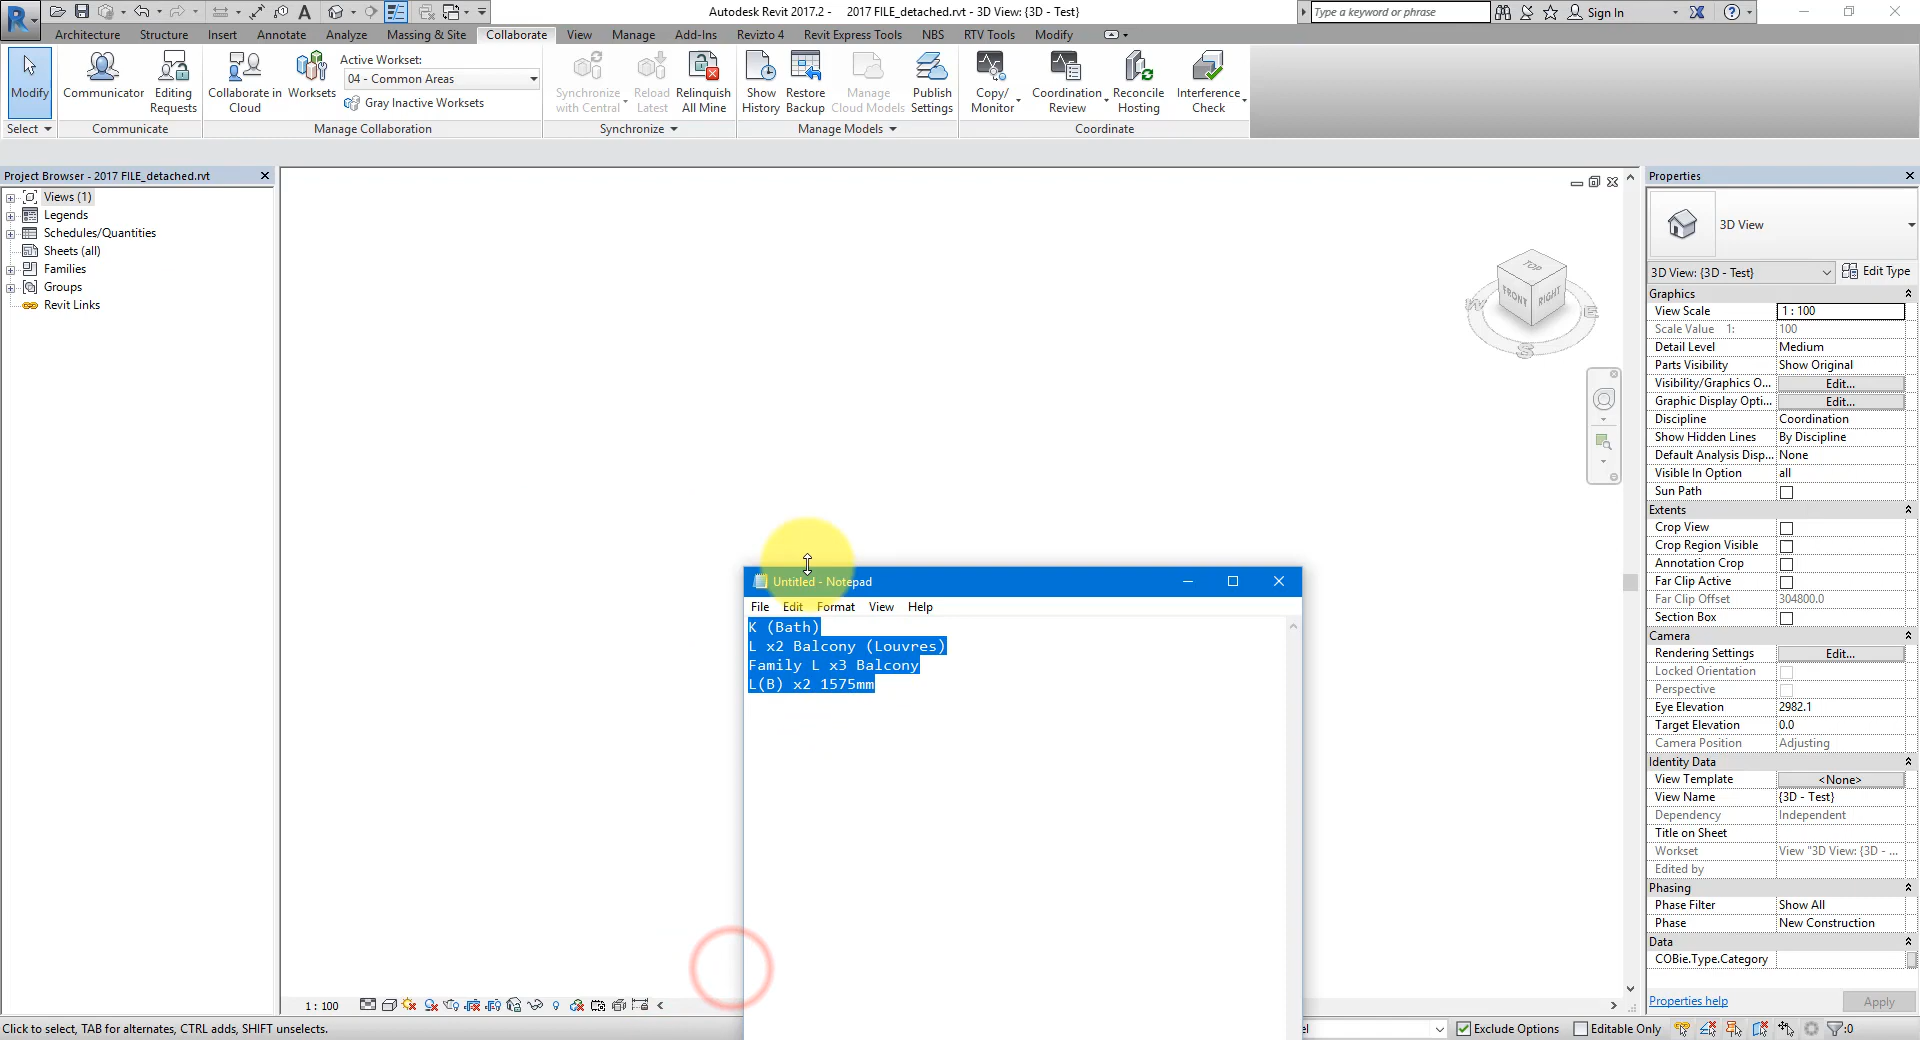 Autodesk Revit 2017.2 - 2017 FILE_detached.rvt - 3D View: {3D - Test}
Type a keyword or phrase
Sign In
Architecture Structure Insert Annotate Analyze Massing & Site Collaborate View Manage Add-Ins Revizto 4 Revit Express Tools NBS RTV Tools Modify
Modify
Select
Communicator
Editing Requests
Communicate
Collaborate in Cloud
Worksets
Active Workset:
04 - Common Areas
Gray Inactive Worksets
Manage Collaboration
Synchronize with Central
Reload Latest
Relinquish All Mine
Synchronize
Show History
Restore Backup
Manage Cloud Models
Publish Settings
Manage Models
Copy/ Monitor
Coordination Review
Reconcile Hosting
Interference Check
Coordinate
Project Browser - 2017 FILE_detached.rvt
Views (1)
Legends
Schedules/Quantities
Sheets (all)
Families
Groups
Revit Links
TOP
FRONT
RIGHT
W
E
S
Untitled - Notepad
File Edit Format View Help
K (Bath)
L x2 Balcony (Louvres)
Family L x3 Balcony
L(B) x2 1575mm
Properties
3D View
3D View: {3D - Test}
Edit Type
Graphics
View Scale 1 : 100
Scale Value 1: 100
Detail Level Medium
Parts Visibility Show Original
Visibility/Graphics O... Edit...
Graphic Display Opti... Edit...
Discipline Coordination
Show Hidden Lines By Discipline
Default Analysis Disp... None
Visible In Option all
Sun Path
Extents
Crop View
Crop Region Visible
Annotation Crop
Far Clip Active
Far Clip Offset 304800.0
Section Box
Camera
Rendering Settings Edit...
Locked Orientation
Perspective
Eye Elevation 2982.1
Target Elevation 0.0
Camera Position Adjusting
Identity Data
View Template <None>
View Name {3D - Test}
Dependency Independent
Title on Sheet
Workset View "3D View: {3D - ...
Edited by
Phasing
Phase Filter Show All
Phase New Construction
Data
COBie.Type.Category
Properties help
Apply
1 : 100
Click to select, TAB for alternates, CTRL adds, SHIFT unselects.
el
Exclude Options
Editable Only
:0